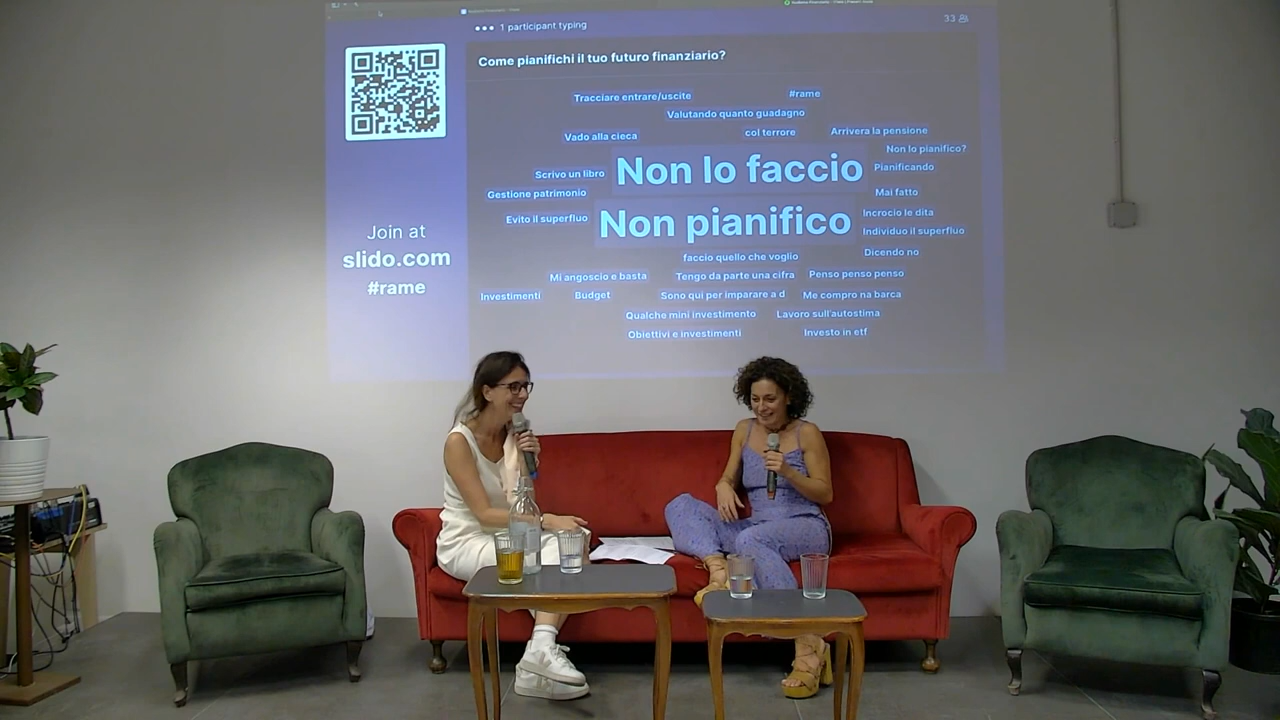 1 participant typing
33
Come pianifichi il tuo futuro finanziario?
Tracciare entrare/uscite
#rame
Valutando quanto guadagno
Vado alla cieca
col terrore
Arrivera la pensione
Non lo pianifico?
Non lo faccio
Pianificando
Scrivo un libro
Gestione patrimonio
Mai fatto
Evito il superfluo
Non pianifico
Incrocio le dita
Individuo il superfluo
faccio quello che voglio
Dicendo no
Mi angoscio e basta
Tengo da parte una cifra
Penso penso penso
Investimenti
Budget
Sono qui per imparare a d
Me compro na barca
Qualche mini investimento
Lavoro sull'autostima
Obiettivi e investimenti
Investo in etf
Join at
slido.com
#rame